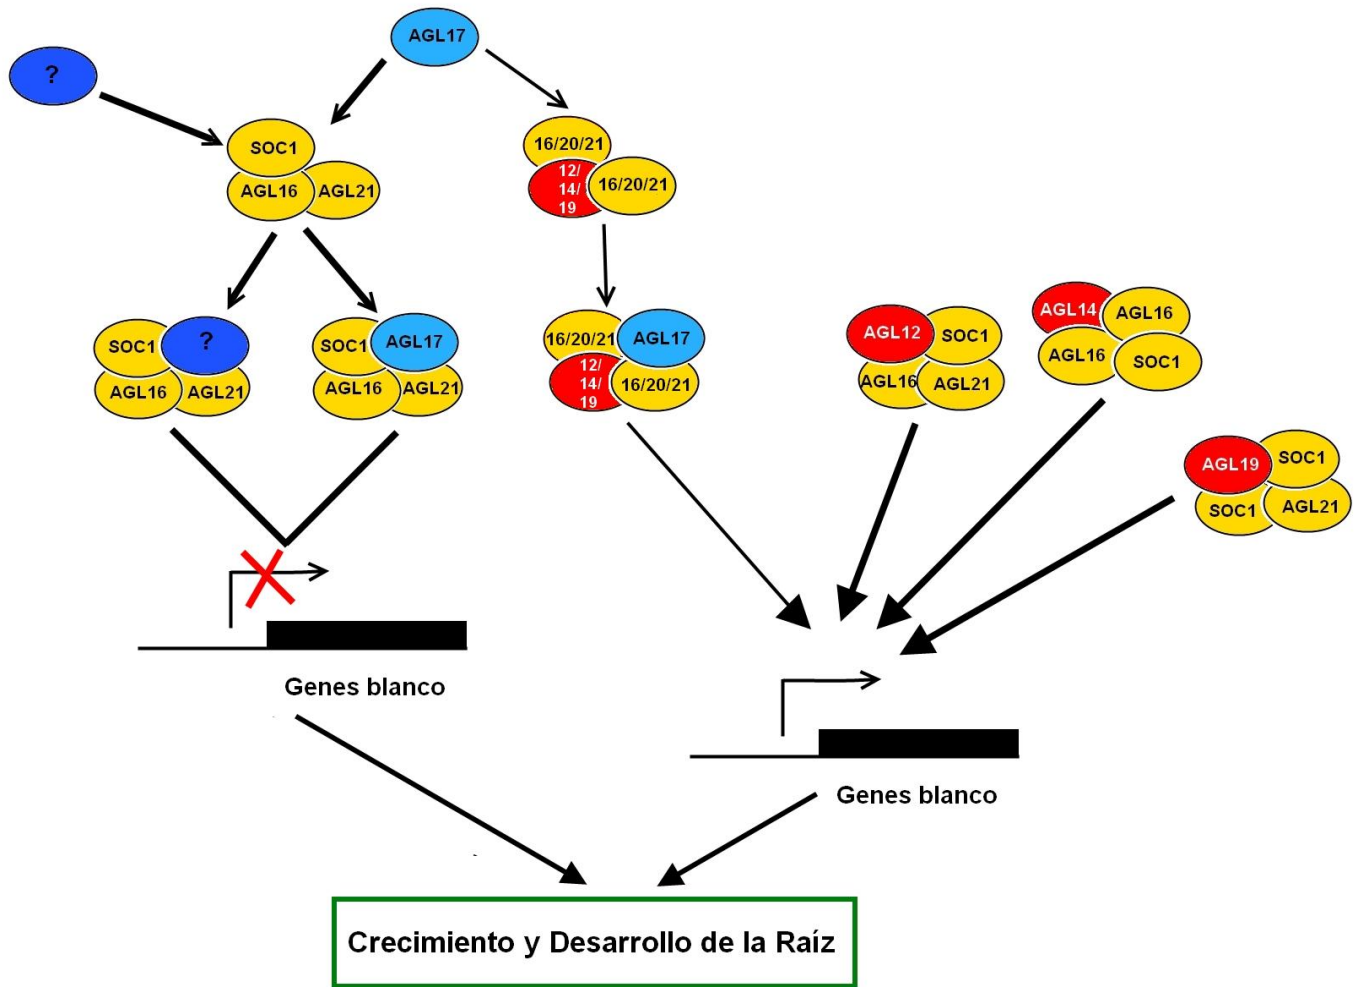 AGL17
?
SOC1
AGL16
AGL21
16/20/21
12/
14/
19
16/20/21
SOC1
?
AGL16
AGL21
SOC1
AGL17
AGL16
AGL21
16/20/21
AGL17
12/
14/
19
16/20/21
AGL12
SOC1
AGL16
AGL21
AGL14
AGL16
AGL16
SOC1
AGL19
SOC1
SOC1
AGL21
Genes blanco
Genes blanco
Crecimiento y Desarrollo de la Raíz